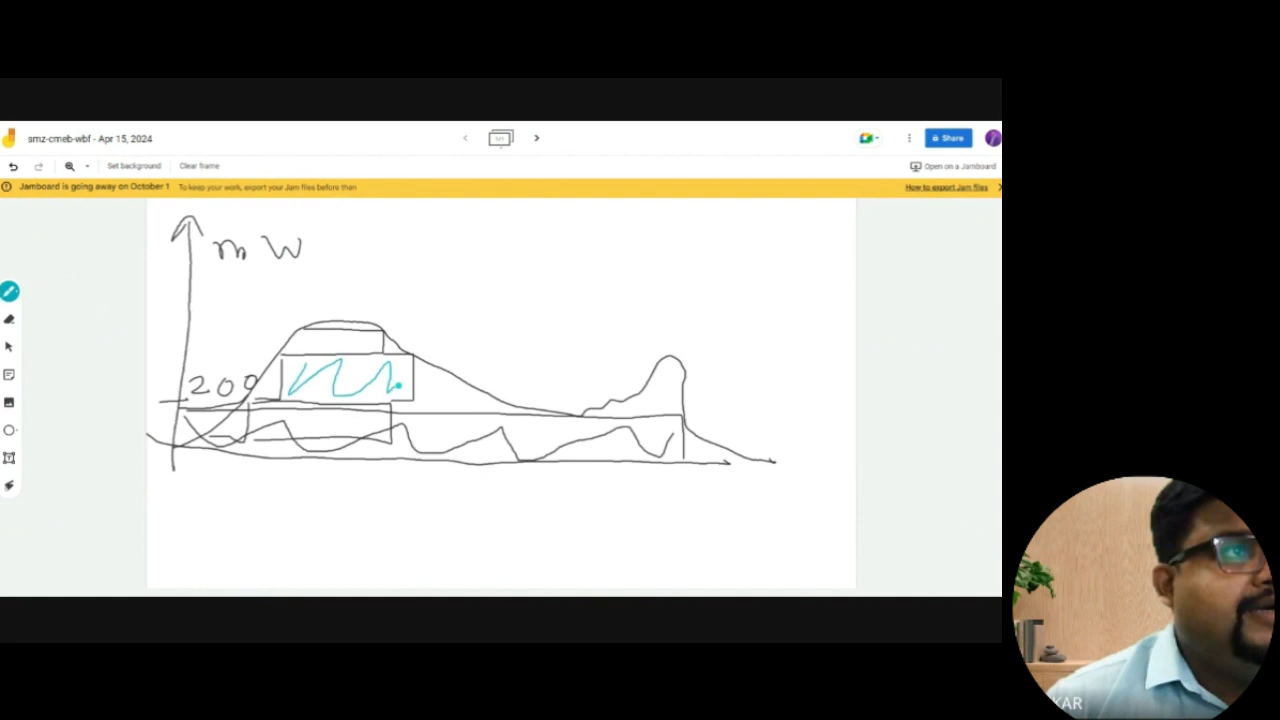 smz-cmeb-wbf - Apr 15, 2024
Share
Set background
Clear frame
Open on a Jamboard
Jamboard is going away on October 1 To keep your work, export your Jam files before then
How to export Jam files
m W
200
KAR